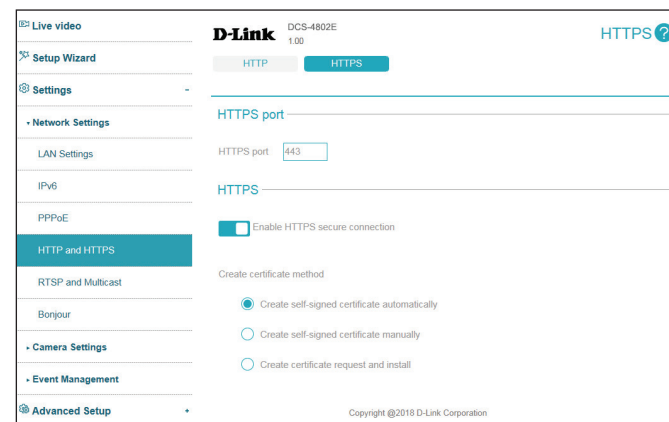 Live video
Setup Wizard
Settings -
Network Settings
LAN Settings
IPv6
PPPoE
HTTP and HTTPS
RTSP and Multicast
Bonjour
Camera Settings
Event Management
Advanced Setup +
D-Link DCS-4802E
1.00
HTTPS ?
HTTP HTTPS
HTTPS port
HTTPS port 443
HTTPS
Enable HTTPS secure connection
Create certificate method
Create self-signed certificate automatically
Create self-signed certificate manually
Create certificate request and install
Copyright @2018 D-Link Corporation